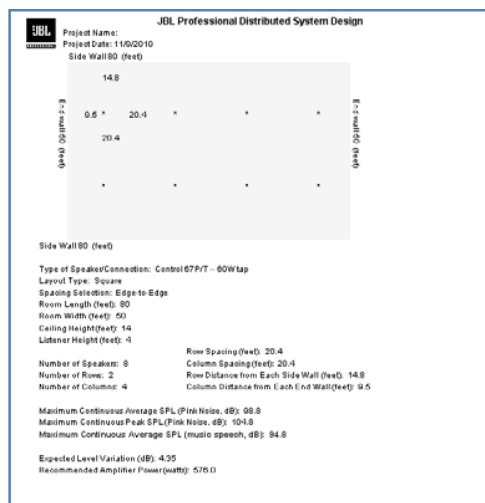 JBL
JBL Professional Distributed System Design
Project Name:
Project Date: 11/9/2010
Side Wall 80 (feet)
14.8
9.5 * 20.4 * * *
20.4
* * * *
End wall 50 (feet)
End wall 50 (feet)
Side Wall 80 (feet)
Type of Speaker/Connection: Control 67P/T – 60W tap
Layout Type: Square
Spacing Selection: Edge-to-Edge
Room Length (feet): 80
Room Width (feet): 50
Ceiling Height (feet): 14
Listener Height (feet): 4
Row Spacing (feet): 20.4
Number of Speakers: 8 Column Spacing (feet): 20.4
Number of Rows: 2 Row Distance from Each Side Wall (feet): 14.8
Number of Columns: 4 Column Distance from Each End Wall (feet): 9.5
Maximum Continuous Average SPL (Pink Noise, dB): 98.8
Maximum Continuous Peak SPL (Pink Noise, dB): 104.8
Maximum Continuous Average SPL (music speech, dB): 94.8
Expected Level Variation (dB): 4.35
Recommended Amplifier Power (watts): 576.0